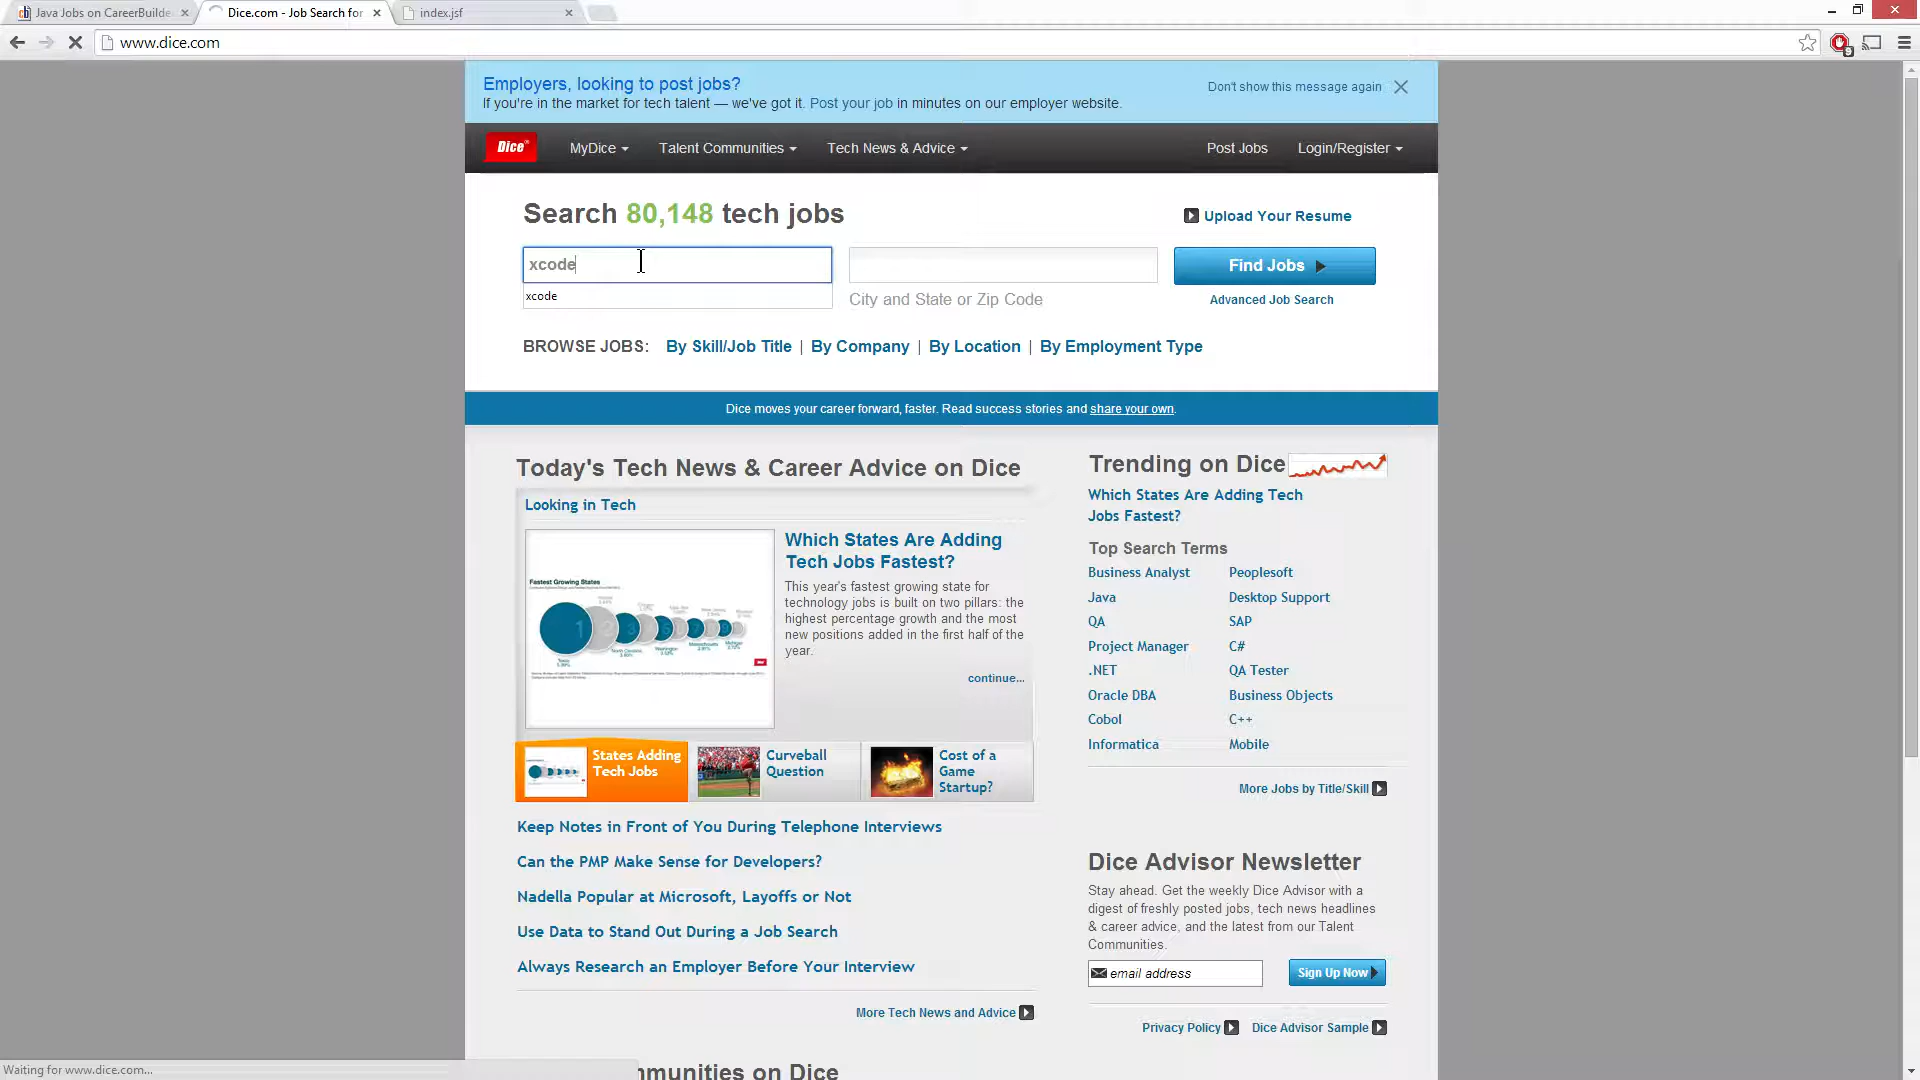 Java Jobs on CareerBuilde
Dice.com - Job Search for
index.jsf
www.dice.com
9
Employers, looking to post jobs?
If you're in the market for tech talent — we've got it. Post your job in minutes on our employer website.
Don't show this message again
Dice®
MyDice
Talent Communities
Tech News & Advice
Post Jobs
Login/Register
Search 80,148 tech jobs
Upload Your Resume
xcode
Find Jobs
xcode
City and State or Zip Code
Advanced Job Search
BROWSE JOBS: By Skill/Job Title | By Company | By Location | By Employment Type
Dice moves your career forward, faster. Read success stories and share your own.
Today's Tech News & Career Advice on Dice
Looking in Tech
Fastest Growing States
Which States Are Adding
Tech Jobs Fastest?
This year's fastest growing state for
technology jobs is built on two pillars: the
highest percentage growth and the most
new positions added in the first half of the
year.
continue...
States Adding
Tech Jobs
Curveball
Question
Cost of a
Game
Startup?
Keep Notes in Front of You During Telephone Interviews
Can the PMP Make Sense for Developers?
Nadella Popular at Microsoft, Layoffs or Not
Use Data to Stand Out During a Job Search
Always Research an Employer Before Your Interview
More Tech News and Advice
Trending on Dice
Which States Are Adding Tech
Jobs Fastest?
Top Search Terms
Business Analyst
Peoplesoft
Java
Desktop Support
QA
SAP
Project Manager
C#
.NET
QA Tester
Oracle DBA
Business Objects
Cobol
C++
Informatica
Mobile
More Jobs by Title/Skill
Dice Advisor Newsletter
Stay ahead. Get the weekly Dice Advisor with a
digest of freshly posted jobs, tech news headlines
& career advice, and the latest from our Talent
Communities.
email address
Sign Up Now
Privacy Policy
Dice Advisor Sample
Waiting for www.dice.com...
mmunities on Dice